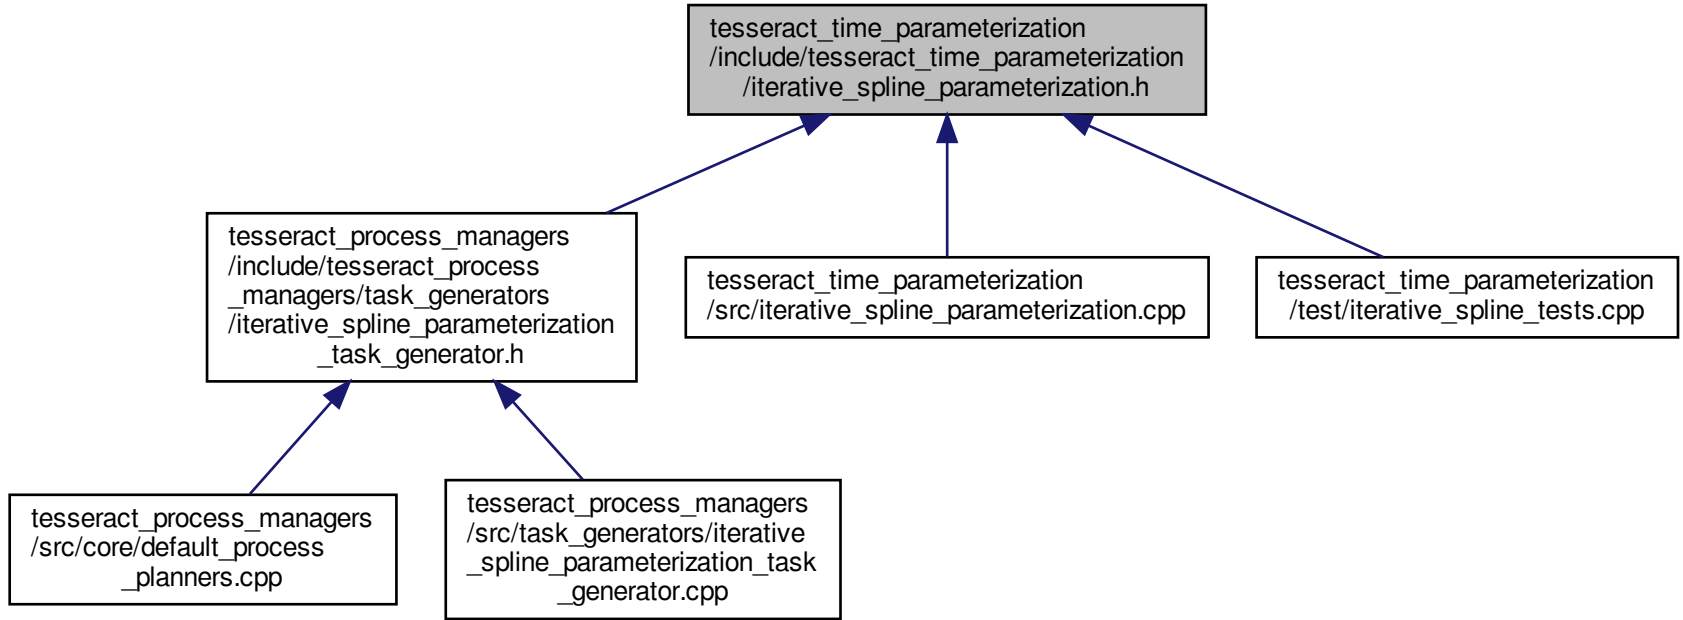 tesseract_time_parameterization
/include/tesseract_time_parameterization
/iterative_spline_parameterization.h
tesseract_process_managers
/include/tesseract_process
_managers/task_generators
/iterative_spline_parameterization
_task_generator.h
tesseract_time_parameterization
/src/iterative_spline_parameterization.cpp
tesseract_time_parameterization
/test/iterative_spline_tests.cpp
tesseract_process_managers
/src/core/default_process
_planners.cpp
tesseract_process_managers
/src/task_generators/iterative
_spline_parameterization_task
_generator.cpp